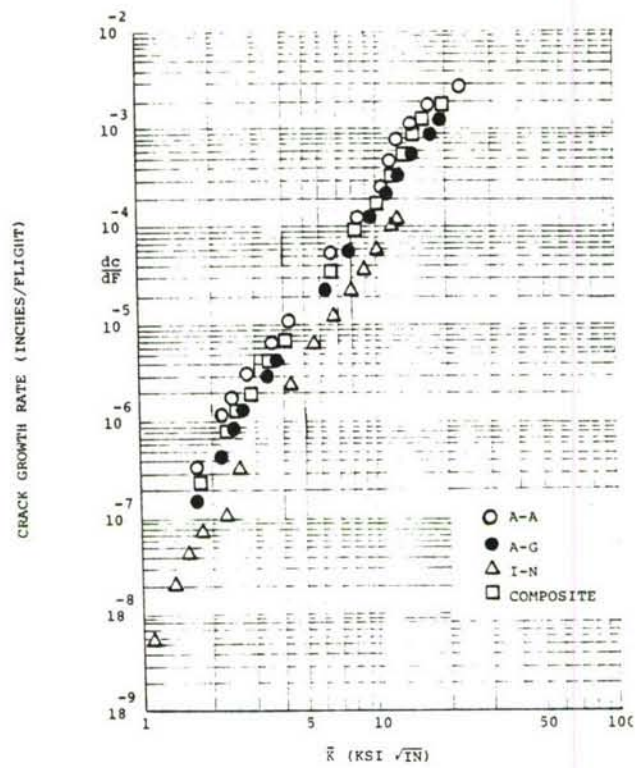 10 -2
10 -3
10 -4
dc
dF
10 -5
10 -6
10 -7
-8
18
-9
18
CRACK GROWTH RATE (INCHES/FLIGHT)
A-A
A-G
I-N
COMPOSITE
1 5 10 50 100
K̄ (KSI √IN)